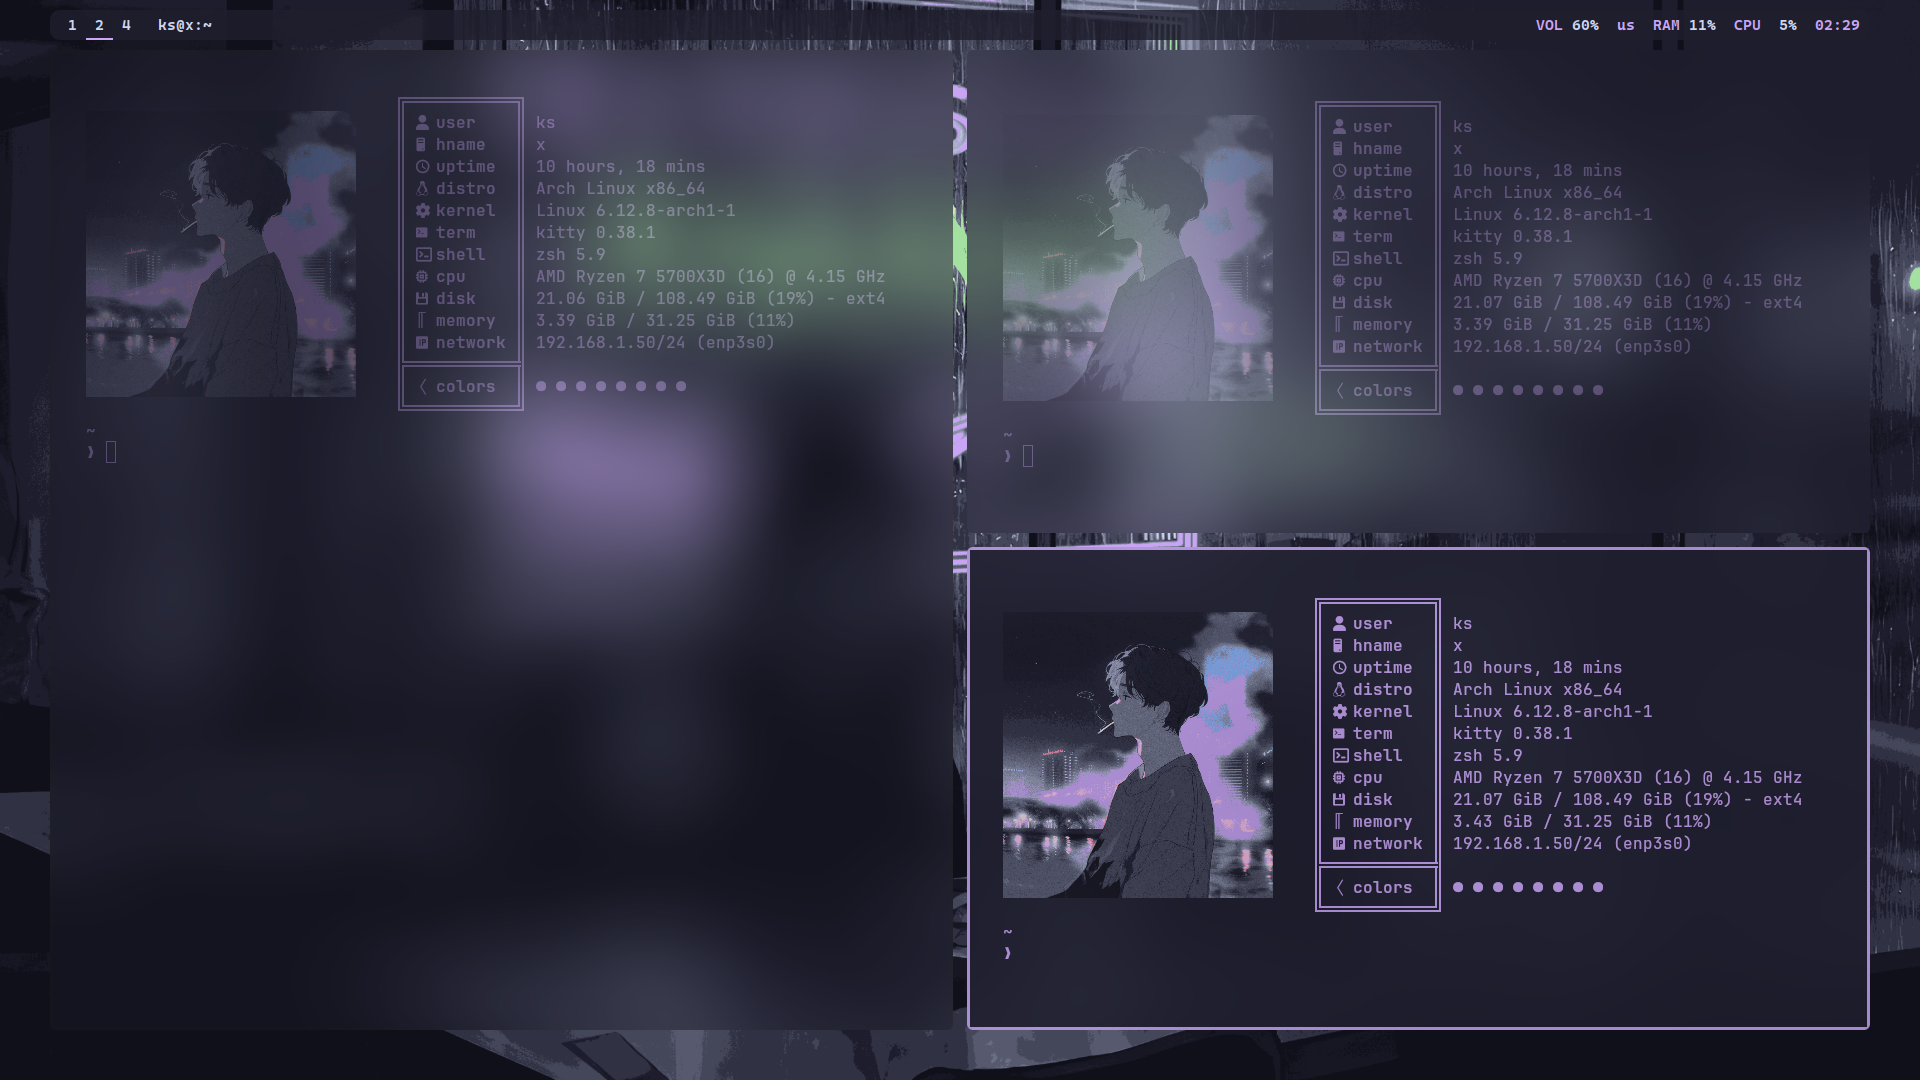 1 2 4 ks@x:~
VOL 60% us RAM 11% CPU 5% 02:29
user ks
hname x
uptime 10 hours, 18 mins
distro Arch Linux x86_64
kernel Linux 6.12.8-arch1-1
term kitty 0.38.1
shell zsh 5.9
cpu AMD Ryzen 7 5700X3D (16) @ 4.15 GHz
disk 21.06 GiB / 108.49 GiB (19%) - ext4
memory 3.39 GiB / 31.25 GiB (11%)
network 192.168.1.50/24 (enp3s0)
colors
~
❱
user ks
hname x
uptime 10 hours, 18 mins
distro Arch Linux x86_64
kernel Linux 6.12.8-arch1-1
term kitty 0.38.1
shell zsh 5.9
cpu AMD Ryzen 7 5700X3D (16) @ 4.15 GHz
disk 21.07 GiB / 108.49 GiB (19%) - ext4
memory 3.39 GiB / 31.25 GiB (11%)
network 192.168.1.50/24 (enp3s0)
colors
~
❱
user ks
hname x
uptime 10 hours, 18 mins
distro Arch Linux x86_64
kernel Linux 6.12.8-arch1-1
term kitty 0.38.1
shell zsh 5.9
cpu AMD Ryzen 7 5700X3D (16) @ 4.15 GHz
disk 21.07 GiB / 108.49 GiB (19%) - ext4
memory 3.43 GiB / 31.25 GiB (11%)
network 192.168.1.50/24 (enp3s0)
colors
~
❱